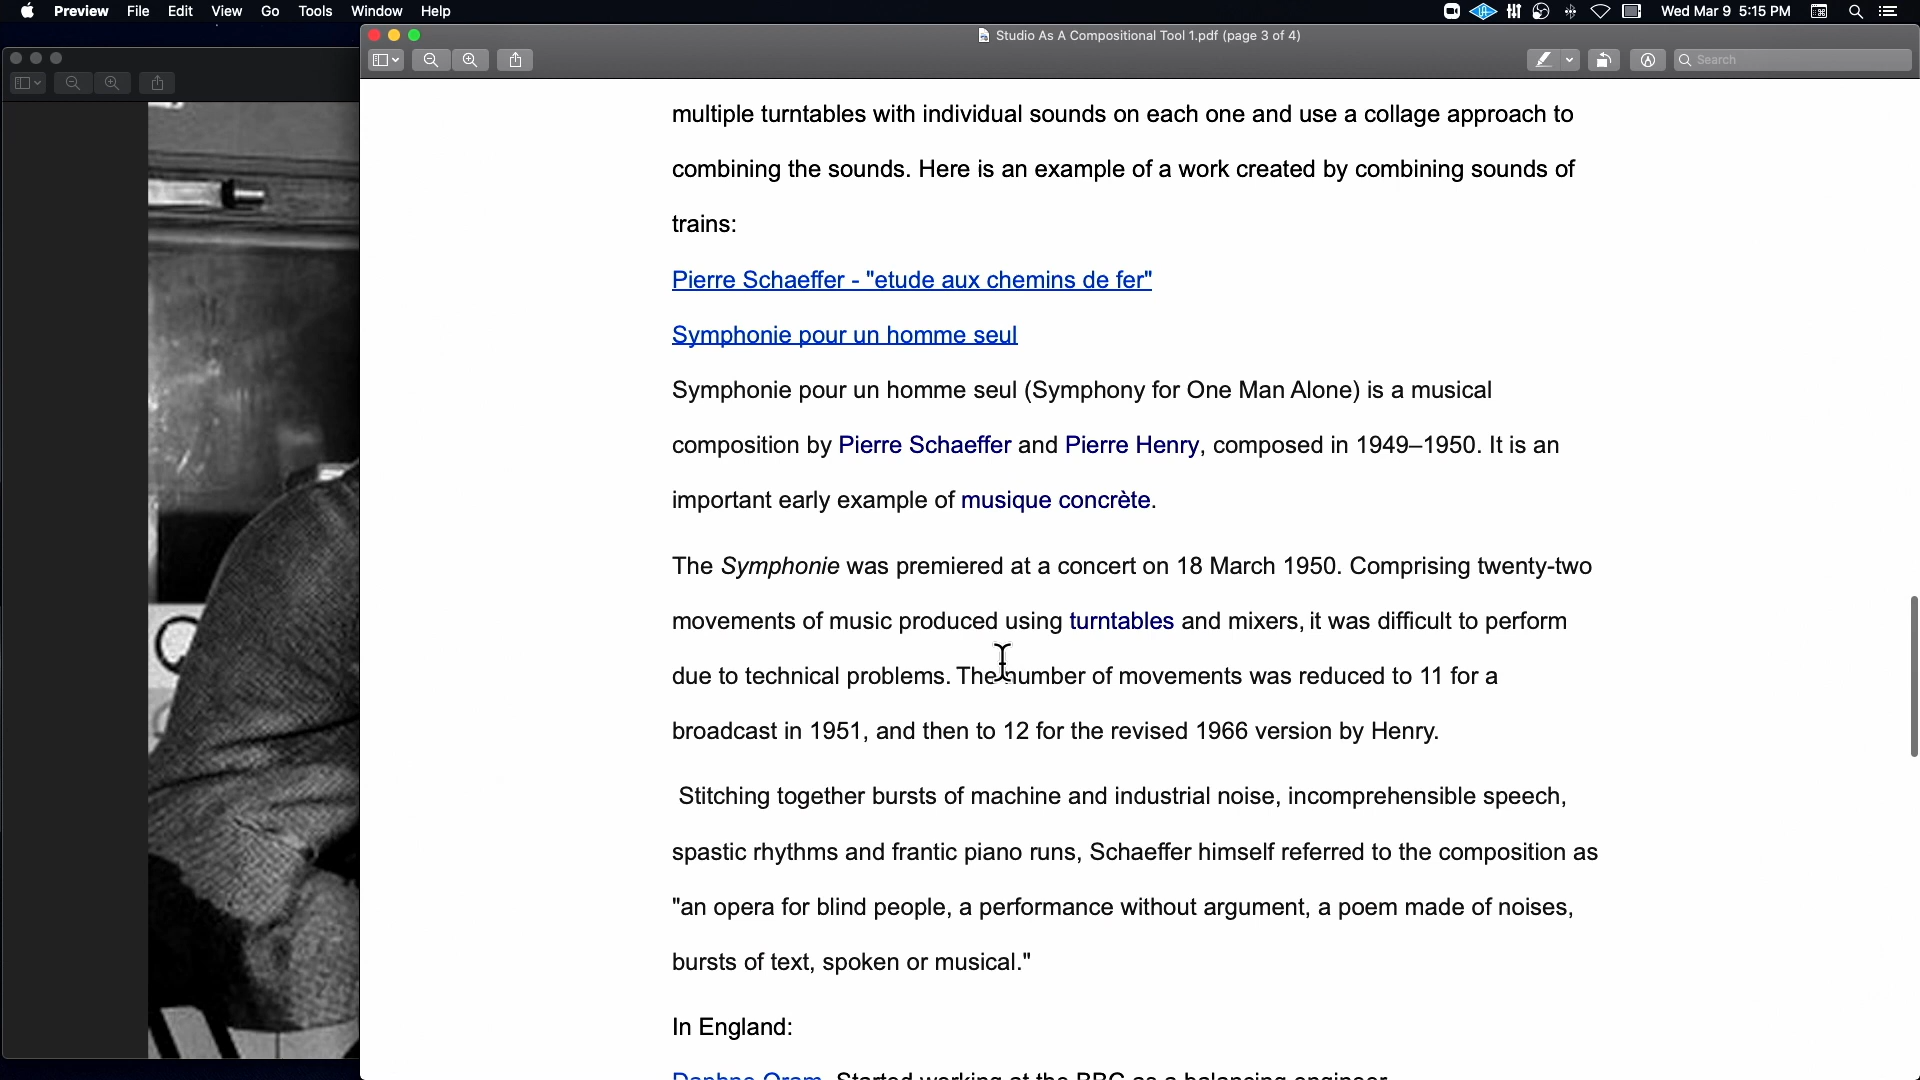 Preview File Edit View Go Tools Window Help
Wed Mar 9 5:15 PM
Studio As A Compositional Tool 1.pdf (page 3 of 4)
Search
multiple turntables with individual sounds on each one and use a collage approach to
combining the sounds. Here is an example of a work created by combining sounds of
trains:
Pierre Schaeffer - "etude aux chemins de fer"
Symphonie pour un homme seul
Symphonie pour un homme seul (Symphony for One Man Alone) is a musical
composition by Pierre Schaeffer and Pierre Henry, composed in 1949–1950. It is an
important early example of musique concrète.
The Symphonie was premiered at a concert on 18 March 1950. Comprising twenty-two
movements of music produced using turntables and mixers, it was difficult to perform
due to technical problems. The number of movements was reduced to 11 for a
broadcast in 1951, and then to 12 for the revised 1966 version by Henry.
Stitching together bursts of machine and industrial noise, incomprehensible speech,
spastic rhythms and frantic piano runs, Schaeffer himself referred to the composition as
"an opera for blind people, a performance without argument, a poem made of noises,
bursts of text, spoken or musical."
In England:
Daphne Oram. Started working at the BBC as a balancing engineer